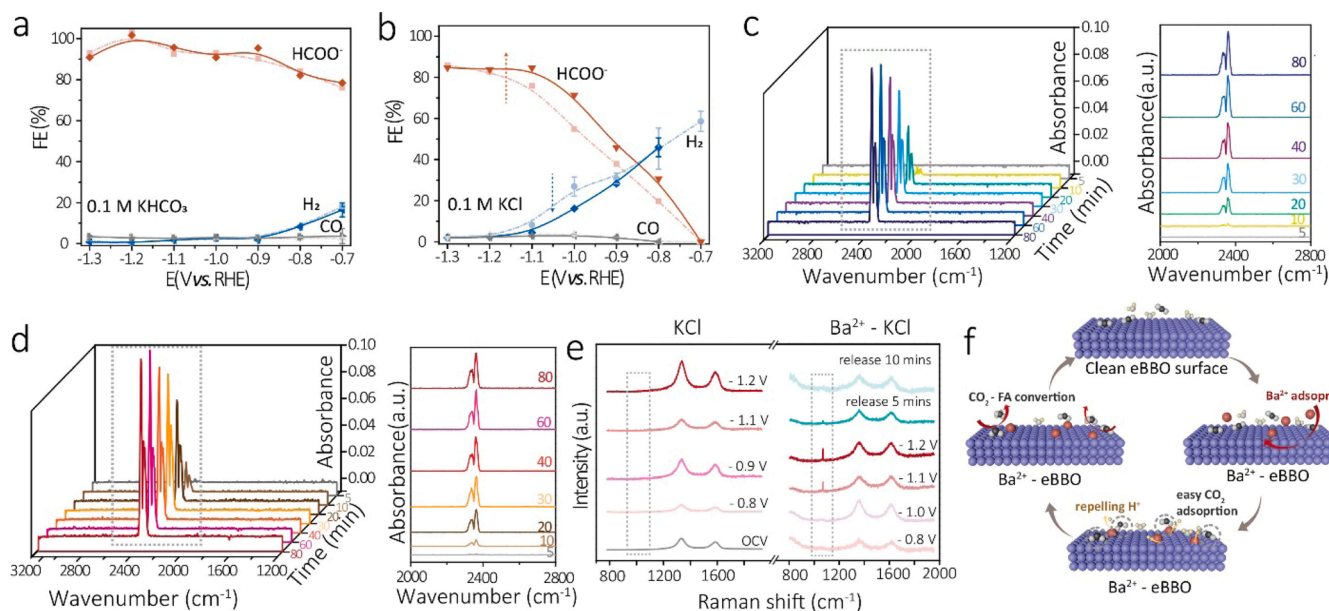 a
100
80
60
40
20
0
FE(%)
HCOO⁻
0.1 M KHCO₃
H₂
CO
-1.3 -1.2 -1.1 -1.0 -0.9 -0.8 -0.7
E(V vs. RHE)
b
100
80
60
40
20
0
FE(%)
HCOO⁻
H₂
0.1 M KCl
CO
-1.3 -1.2 -1.1 -1.0 -0.9 -0.8 -0.7
E(V vs. RHE)
c
0.10
0.08
0.06
0.04
0.02
0.00
Absorbance
5
10
20
30
40
60
80
Time (min)
3200 2800 2400 2000 1600 1200
Wavenumber (cm⁻¹)
Absorbance(a.u.)
80
60
40
30
20
10
5
2000 2400 2800
Wavenumber (cm⁻¹)
d
0.10
0.08
0.06
0.04
0.02
0.00
Absorbance
5
10
20
30
40
60
80
Time (min)
3200 2800 2400 2000 1600 1200
Wavenumber (cm⁻¹)
Absorbance(a.u.)
80
60
40
30
20
10
5
2000 2400 2800
Wavenumber (cm⁻¹)
e
KCl
Ba²⁺ - KCl
Intensity (a.u.)
- 1.2 V
- 1.1 V
- 0.9 V
- 0.8 V
OCV
release 10 mins
release 5 mins
- 1.2 V
- 1.1 V
- 1.0 V
- 0.8 V
800 1200 1600 800 1200 1600 2000
Raman shift (cm⁻¹)
f
Clean eBBO surface
CO₂ - FA convertion
Ba²⁺ adsopr
Ba²⁺ - eBBO
Ba²⁺ - eBBO
repelling H⁺
easy CO₂
adsoprtion
Ba²⁺ - eBBO